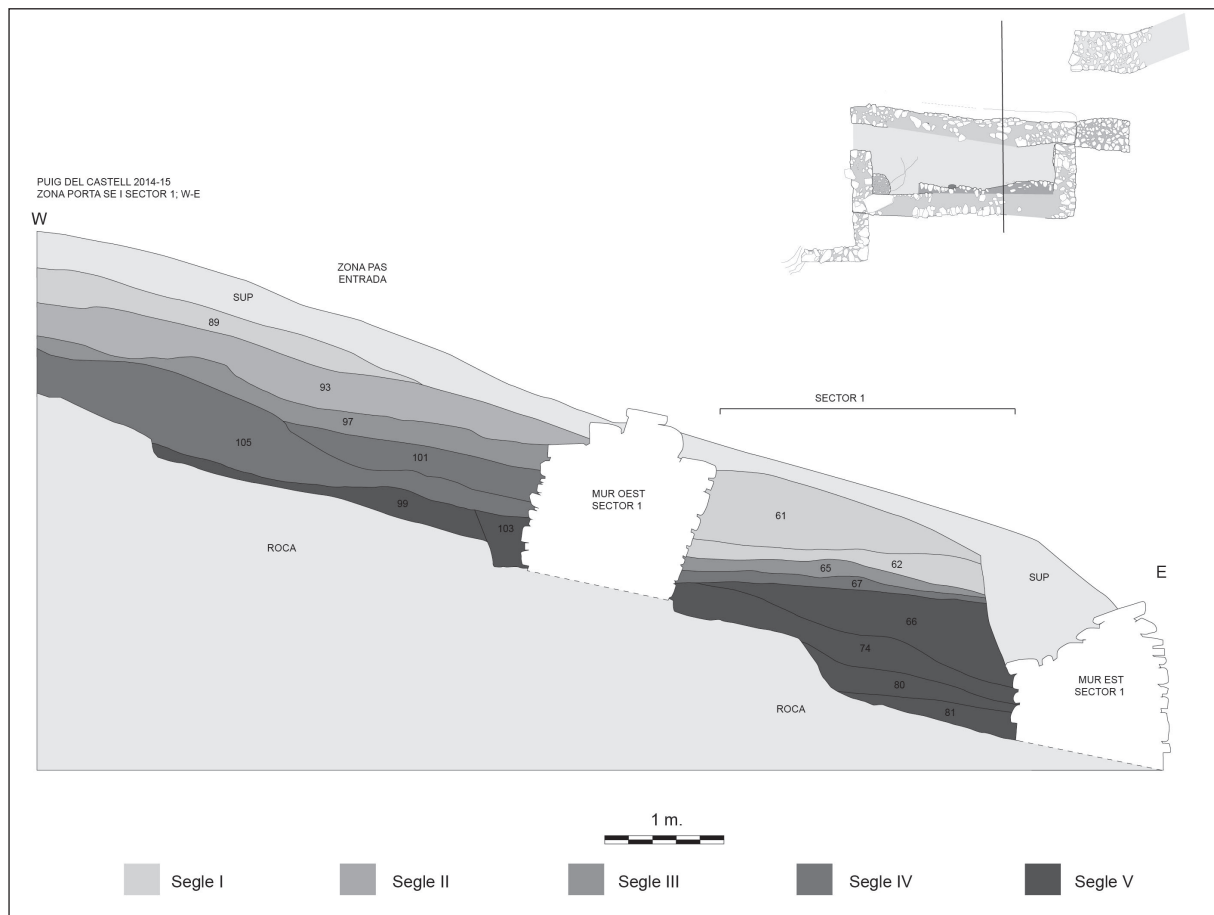 PUIG DEL CASTELL 2014-15
ZONA PORTA SE I SECTOR 1; W-E
W
ZONA PAS
ENTRADA
SUP
89
93
97
101
105
99
103
ROCA
MUR OEST
SECTOR 1
SECTOR 1
61
62
65
67
66
74
80
81
SUP
E
ROCA
MUR EST
SECTOR 1
1 m.
Segle I
Segle II
Segle III
Segle IV
Segle V